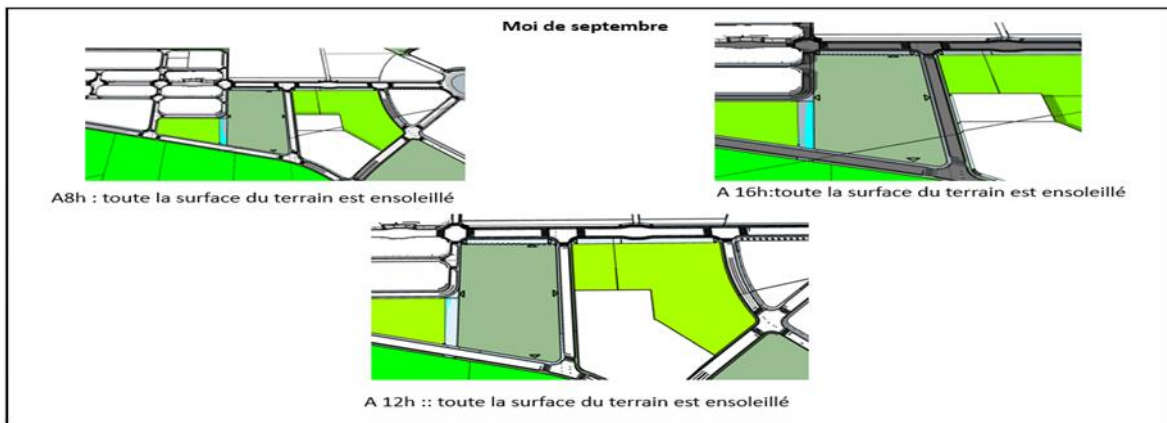 Moi de septembre
A8h : toute la surface du terrain est ensoleillé
A 16h:toute la surface du terrain est ensoleillé
A 12h :: toute la surface du terrain est ensoleillé